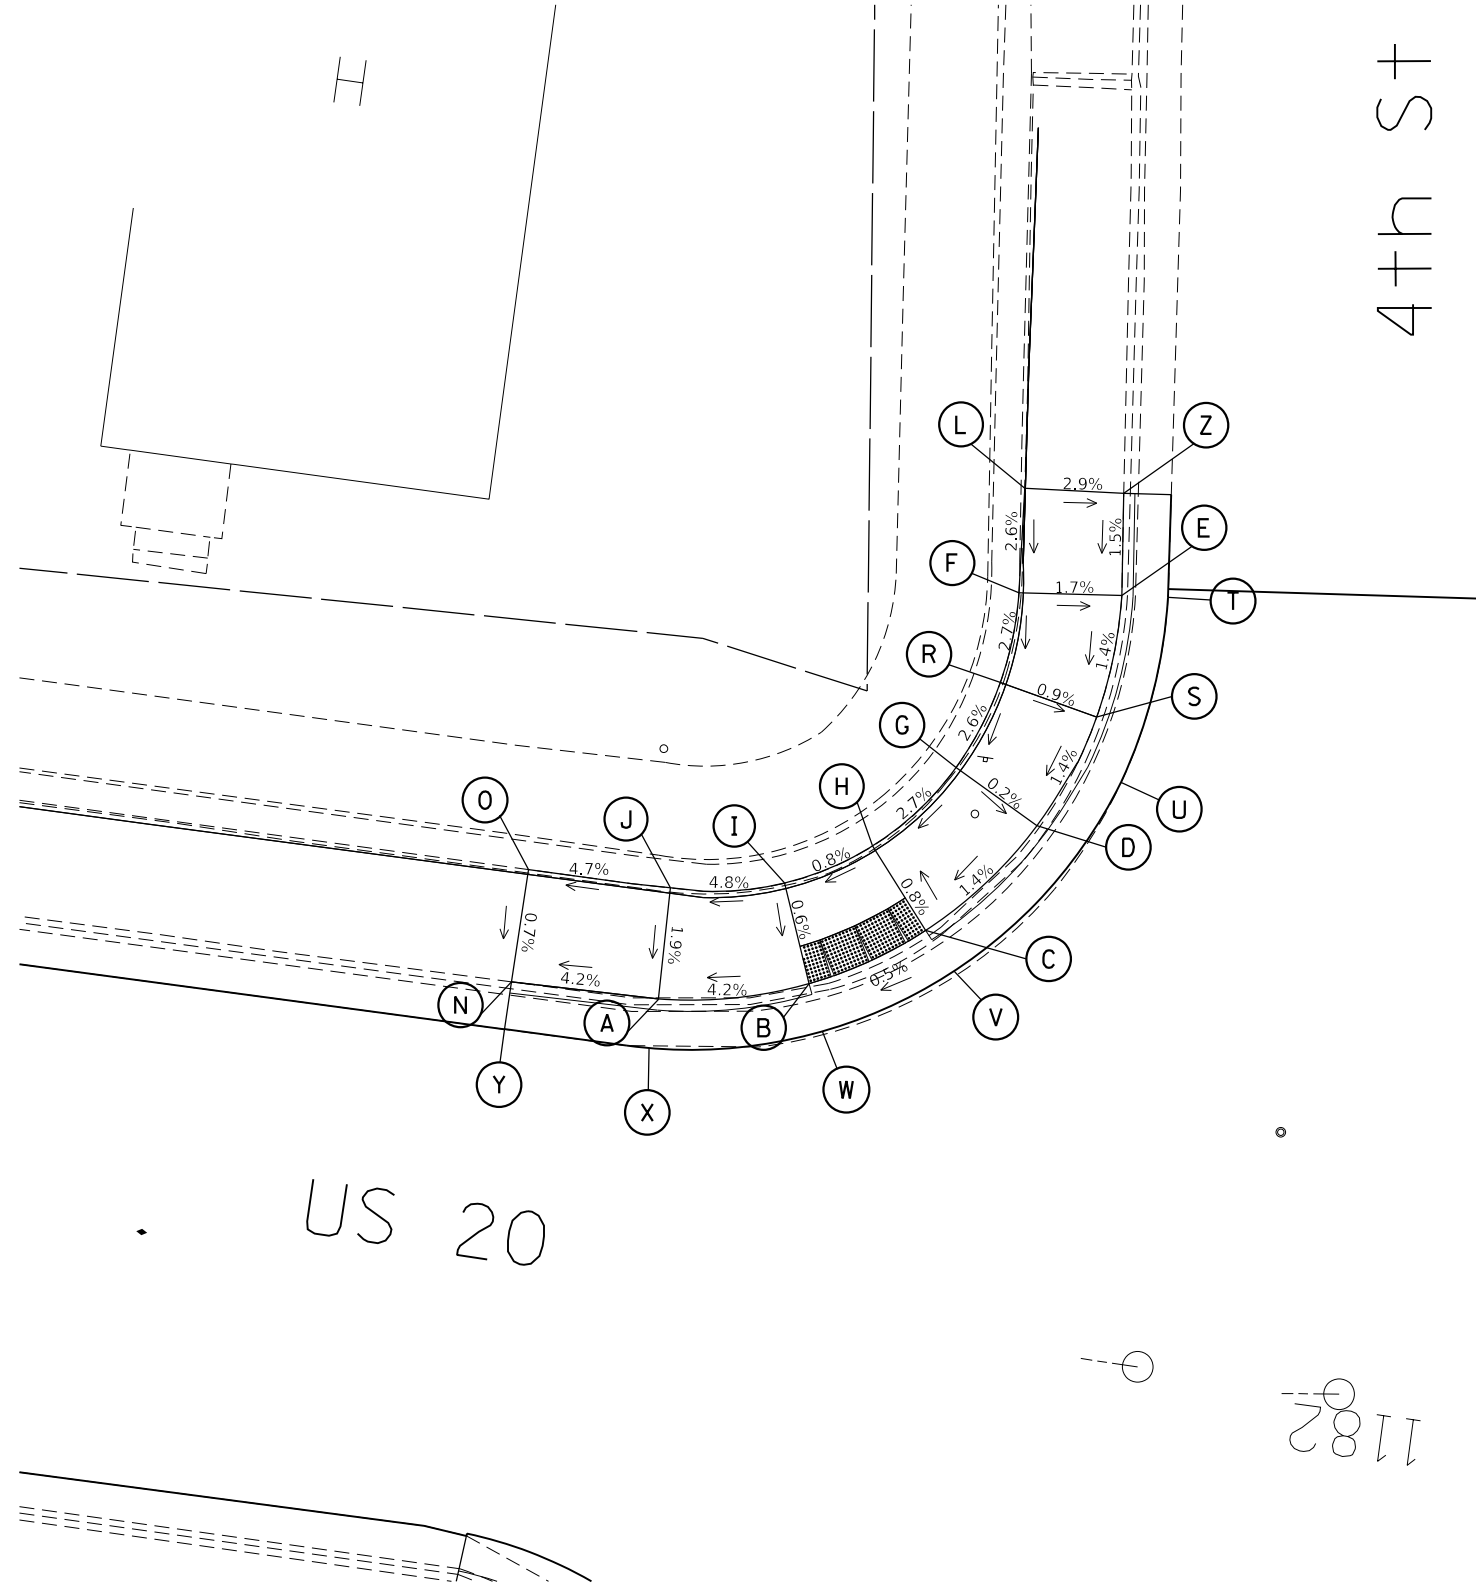 H
4th St
L
Z
2.9%
2.6%
1.5%
E
F
1.7%
T
2.7%
1.4%
R
0.9%
S
G
2.6%
1.4%
H
0.2%
O
2.7%
U
J
I
D
0.8%
4.7%
4.8%
1.4%
0.8%
0.6%
0.7%
1.9%
C
4.2%
4.2%
0.5%
N
A
B
V
Y
W
X
US 20
1182